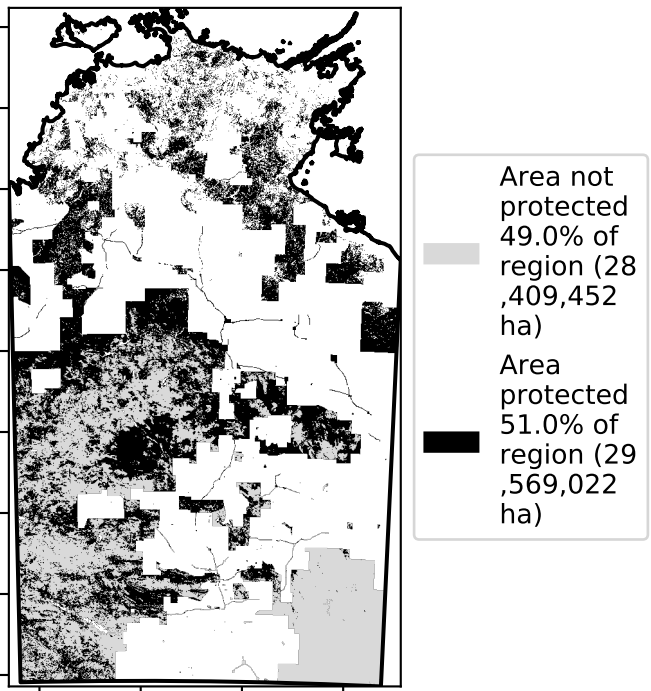 Area not
protected
49.0% of
region (28
,409,452
ha)
Area
protected
51.0% of
region (29
,569,022
ha)